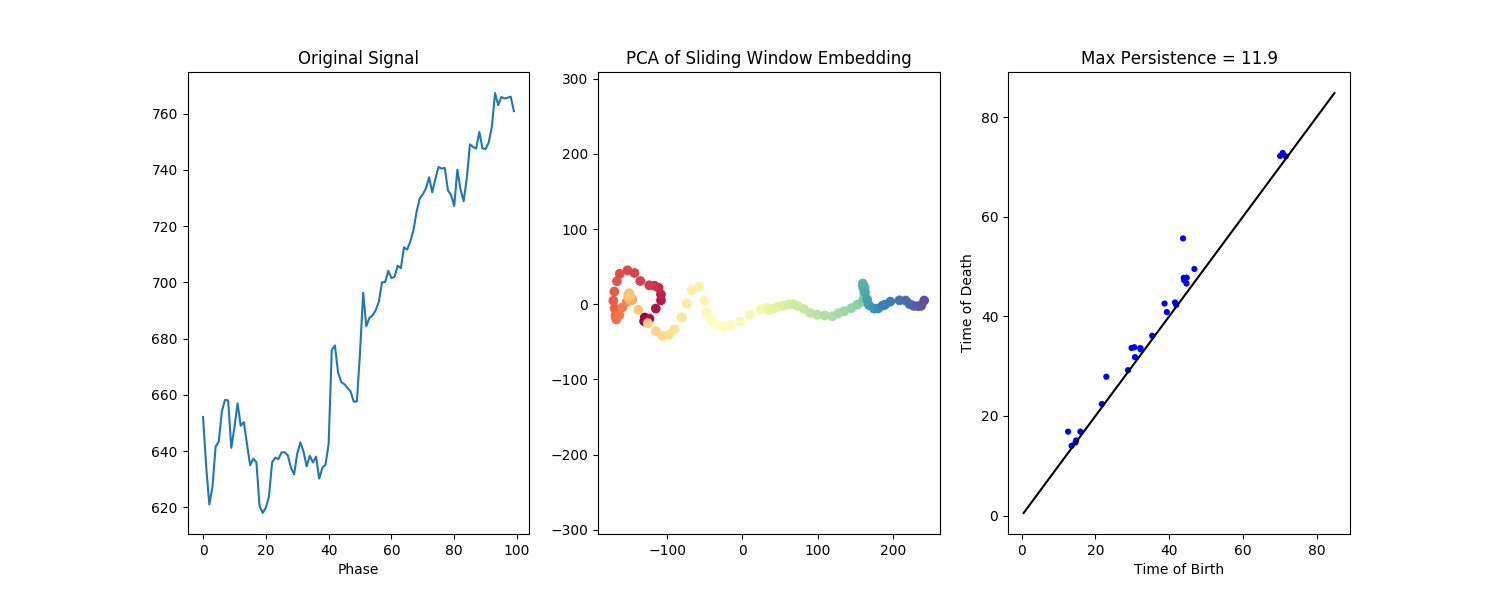 Original Signal
760
740
720
700
680
660
640
620
0 20 40 60 80 100
Phase
PCA of Sliding Window Embedding
300
200
100
0
−100
−200
−300
−100 0 100 200
Max Persistence = 11.9
Time of Death
80
60
40
20
0
0 20 40 60 80
Time of Birth